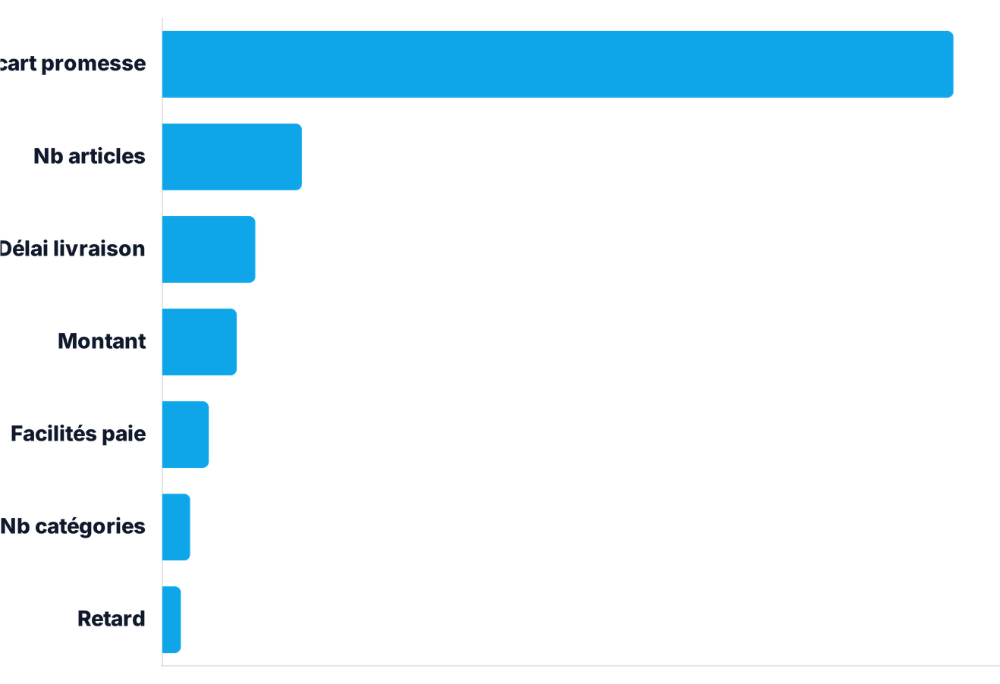 cart promesse
Nb articles
Délai livraison
Montant
Facilités paie
Nb catégories
Retard